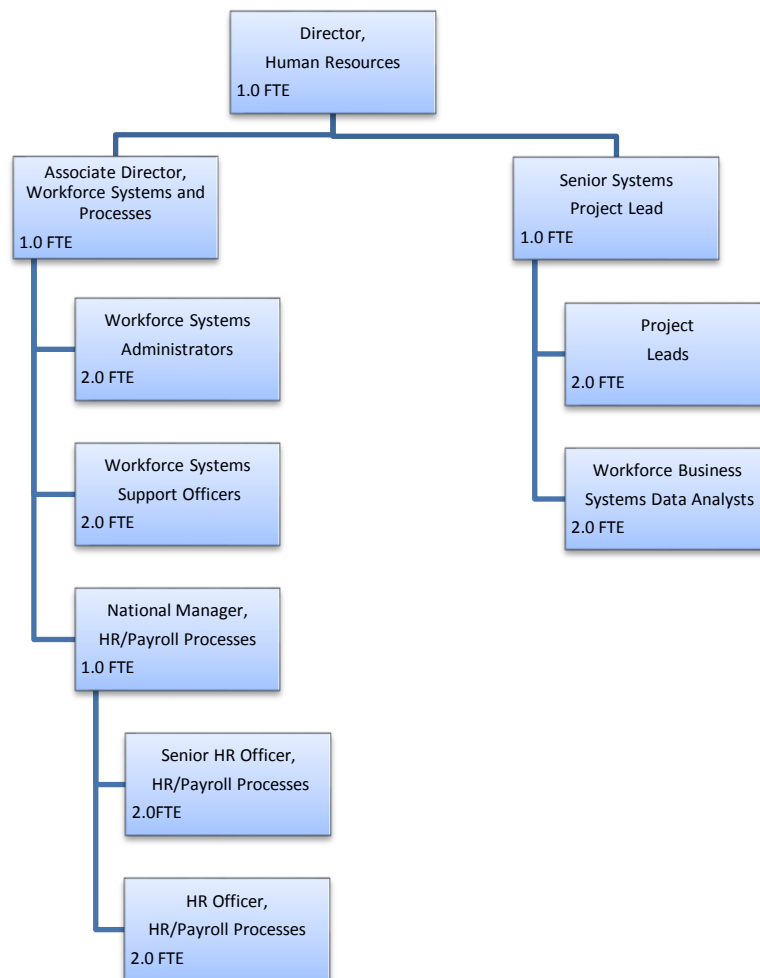 Director,
Human Resources
1.0 FTE
Associate Director,
Workforce Systems and
Processes
1.0 FTE
Senior Systems
Project Lead
1.0 FTE
Workforce Systems
Administrators
2.0 FTE
Project
Leads
2.0 FTE
Workforce Systems
Support Officers
2.0 FTE
Workforce Business
Systems Data Analysts
2.0 FTE
National Manager,
HR/Payroll Processes
1.0 FTE
Senior HR Officer,
HR/Payroll Processes
2.0FTE
HR Officer,
HR/Payroll Processes
2.0 FTE